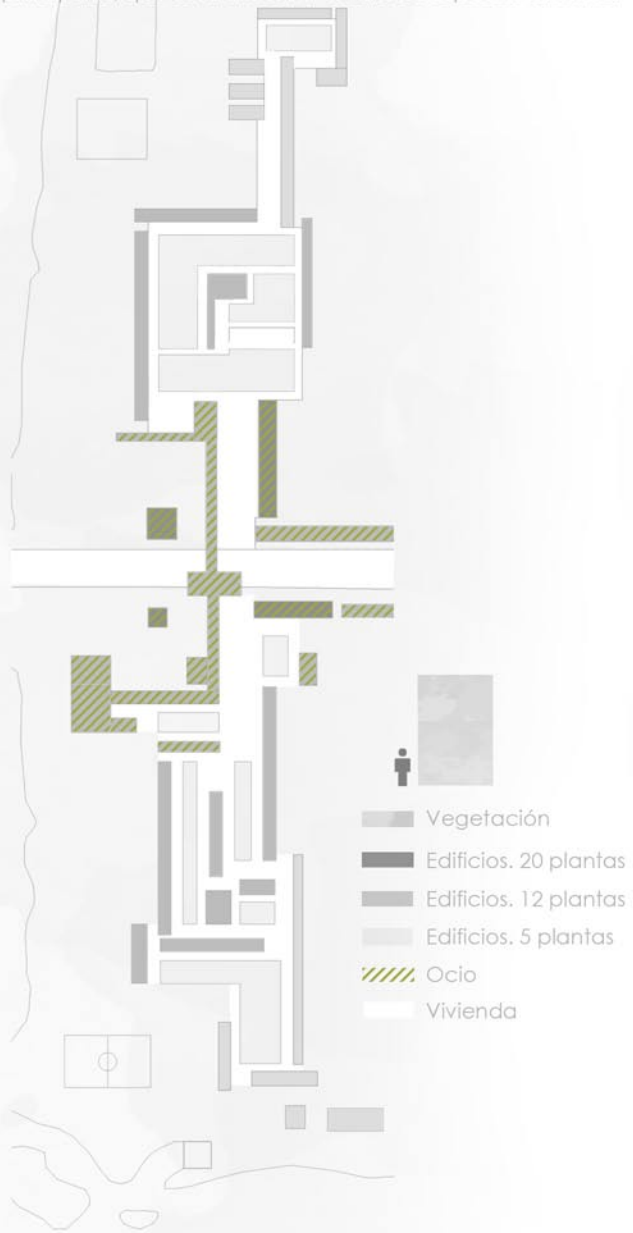 Vegetación
Edificios. 20 plantas
Edificios. 12 plantas
Edificios. 5 plantas
Ocio
Vivienda